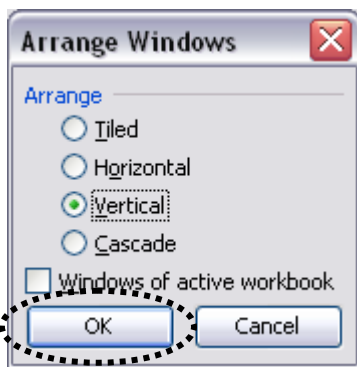 Arrange Windows
Arrange
Tiled
Horizontal
Vertical
Cascade
Windows of active workbook
OK Cancel